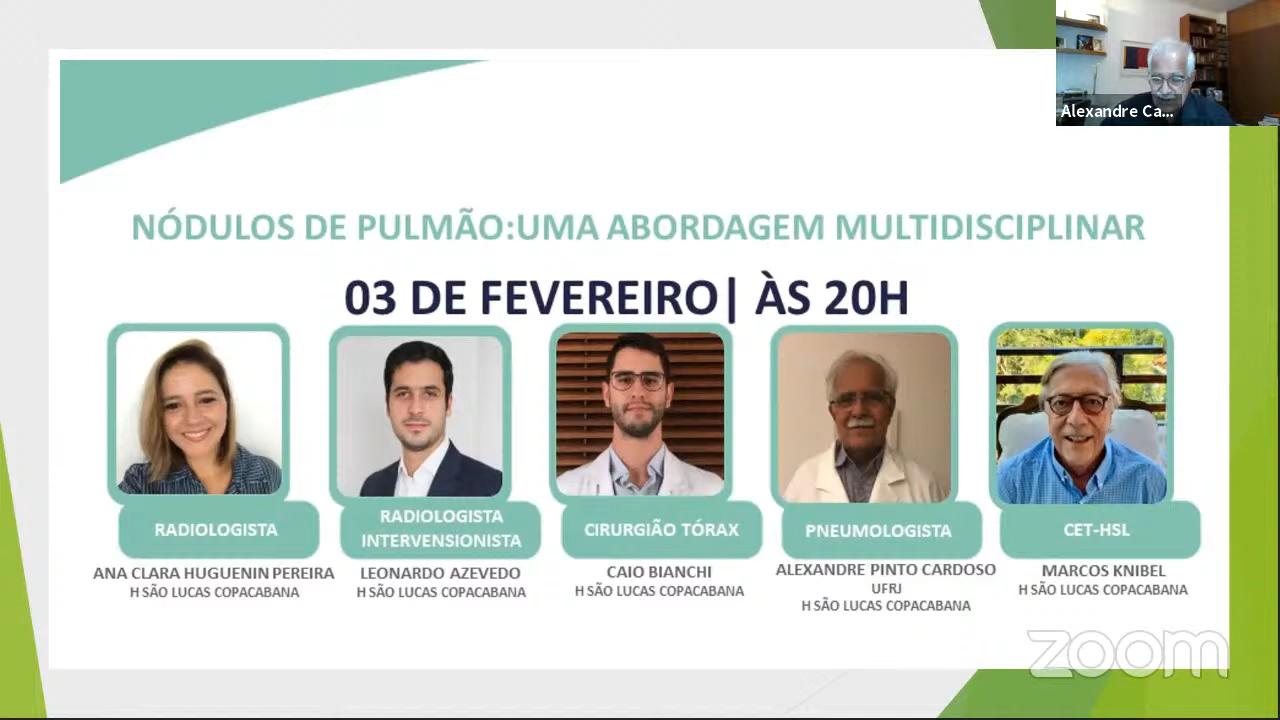 Alexandre Ca...
NÓDULOS DE PULMÃO:UMA ABORDAGEM MULTIDISCIPLINAR
03 DE FEVEREIRO| ÀS 20H
RADIOLOGISTA
ANA CLARA HUGUENIN PEREIRA
H SÃO LUCAS COPACABANA
RADIOLOGISTA
INTERVENSIONISTA
LEONARDO AZEVEDO
H SÃO LUCAS COPACABANA
CIRURGIÃO TÓRAX
CAIO BIANCHI
H SÃO LUCAS COPACABANA
PNEUMOLOGISTA
ALEXANDRE PINTO CARDOSO
UFRJ
H SÃO LUCAS COPACABANA
CET-HSL
MARCOS KNIBEL
H SÃO LUCAS COPACABANA
zoom